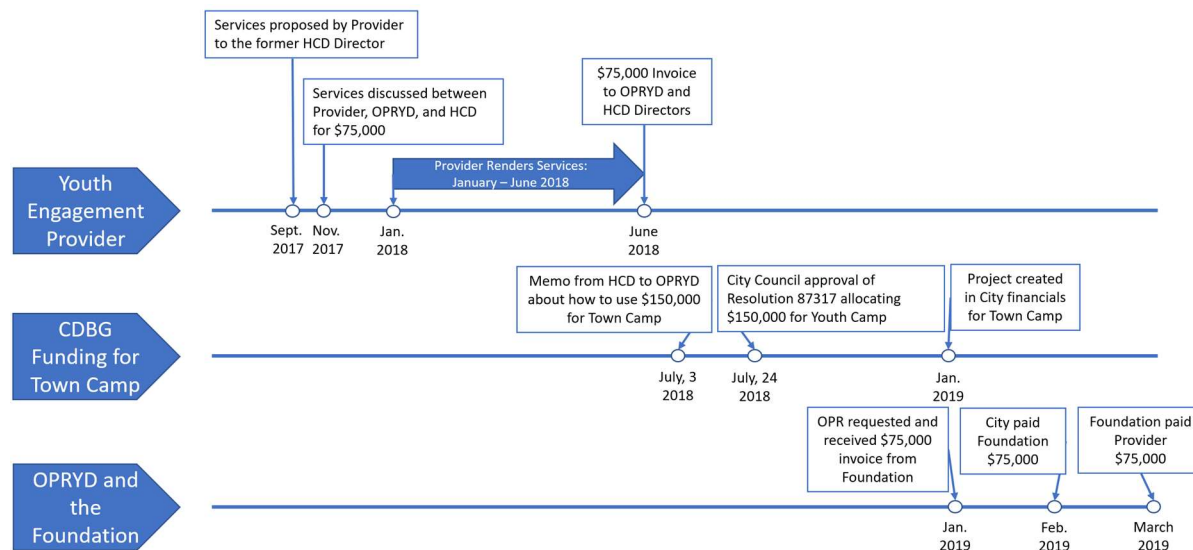 Services proposed by Provider
to the former HCD Director
Services discussed between
Provider, OPRYD, and HCD
for $75,000
$75,000 Invoice
to OPRYD and
HCD Directors
Provider Renders Services:
January – June 2018
Youth
Engagement
Provider
Sept.
2017
Nov.
2017
Jan.
2018
June
2018
Memo from HCD to OPRYD
about how to use $150,000
for Town Camp
City Council approval of
Resolution 87317 allocating
$150,000 for Youth Camp
Project created
in City financials
for Town Camp
CDBG
Funding for
Town Camp
July, 3
2018
July, 24
2018
Jan.
2019
OPR requested and
received $75,000
invoice from
Foundation
City paid
Foundation
$75,000
Foundation paid
Provider
$75,000
OPRYD and
the
Foundation
Jan.
2019
Feb.
2019
March
2019